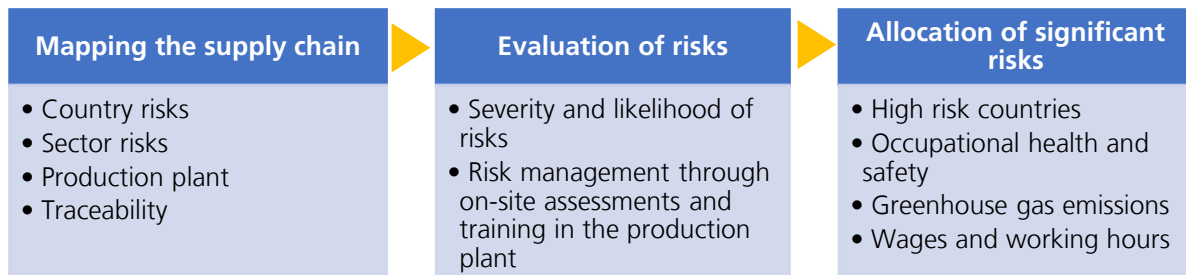 Mapping the supply chain
• Country risks
• Sector risks
• Production plant
• Traceability
Evaluation of risks
• Severity and likelihood of
risks
• Risk management through
on-site assessments and
training in the production
plant
Allocation of significant
risks
• High risk countries
• Occupational health and
safety
• Greenhouse gas emissions
• Wages and working hours